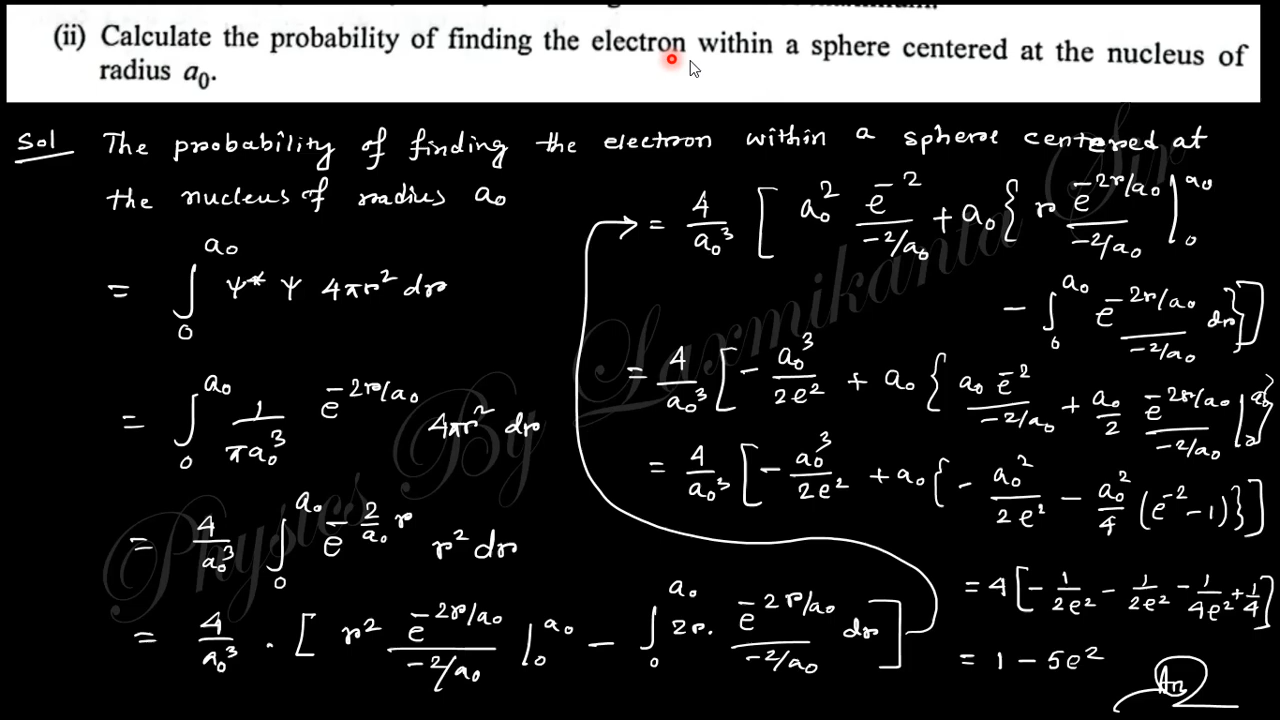 (ii) Calculate the probability of finding the electron within a sphere centered at the nucleus of
radius a₀.
Sol The probability of finding the electron within a sphere centered at
the nucleus of radius a₀
= ∫₀^a₀ ψ* ψ 4πr² dr
= ∫₀^a₀ 1/(πa₀³) e^(-2r/a₀) 4πr² dr
= 4/a₀³ ∫₀^a₀ e^(-(2/a₀)r) r² dr
= 4/a₀³ · [ r² e^(-2r/a₀)/(-2/a₀) |₀^a₀ - ∫₀^a₀ 2r. e^(-2r/a₀)/(-2/a₀) dr ]
= 4/a₀³ [ a₀² e^(-2)/(-2/a₀) + a₀ { r e^(-2r/a₀)/(-2/a₀) |₀^a₀
- ∫₀^a₀ e^(-2r/a₀)/(-2/a₀) dr } ]
= 4/a₀³ [ - a₀³/2e² + a₀ { a₀ e^(-2)/(-2/a₀) + a₀/2 e^(-2r/a₀)/(-2/a₀) |₀^a₀ } ]
= 4/a₀³ [ - a₀³/2e² + a₀ { - a₀²/2e² - a₀²/4 (e^(-2) - 1) } ]
= 4 [ - 1/2e² - 1/2e² - 1/4e² + 1/4 ]
= 1 - 5e²
Ans
Physics By Laxmikanta Sir